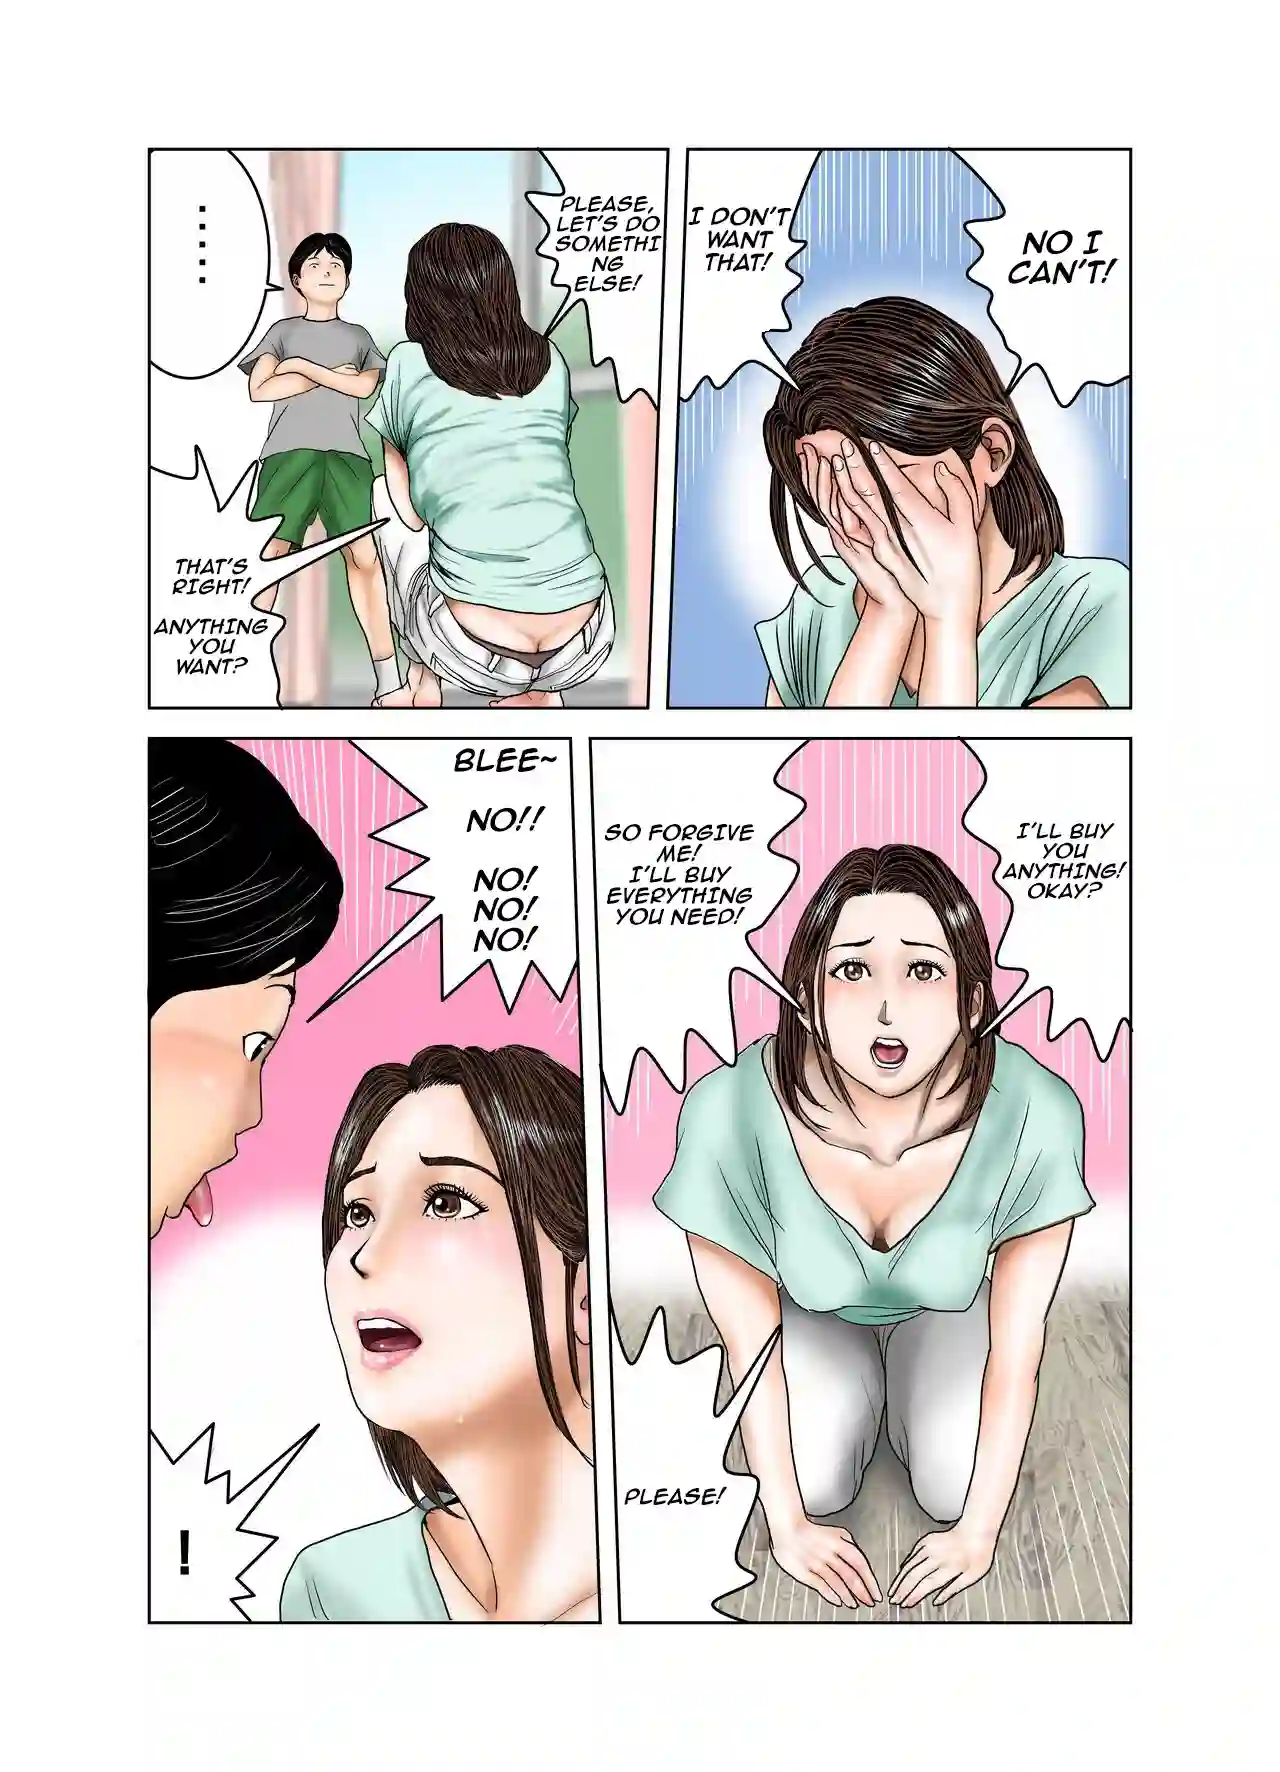 NO I
CAN'T!
I DON'T
WANT
THAT!
PLEASE,
LET'S DO
SOMETHI
NG
ELSE!
.....
THAT'S
RIGHT!
ANYTHING
YOU
WANT?
I'LL BUY
YOU
ANYTHING!
OKAY?
SO FORGIVE
ME!
I'LL BUY
EVERYTHING
YOU NEED!
PLEASE!
BLEE~
NO!!
NO!
NO!
NO!
!